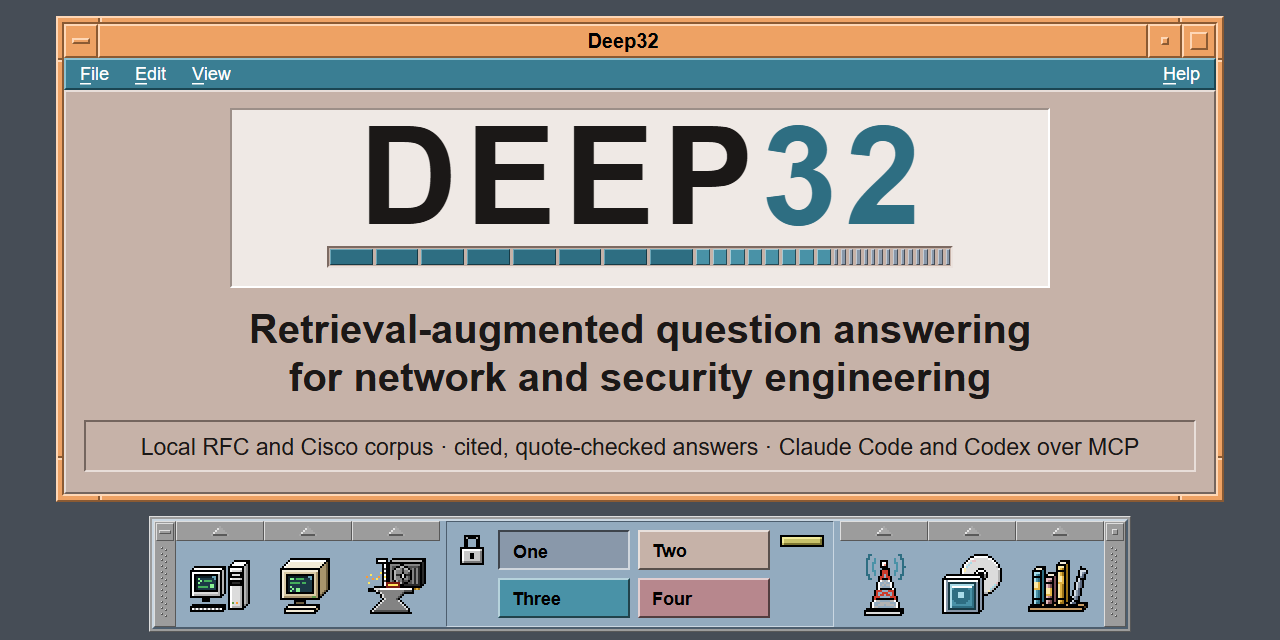 Deep32
File Edit View Help
DEEP32
Retrieval-augmented question answering
for network and security engineering
Local RFC and Cisco corpus · cited, quote-checked answers · Claude Code and Codex over MCP
One Two
Three Four